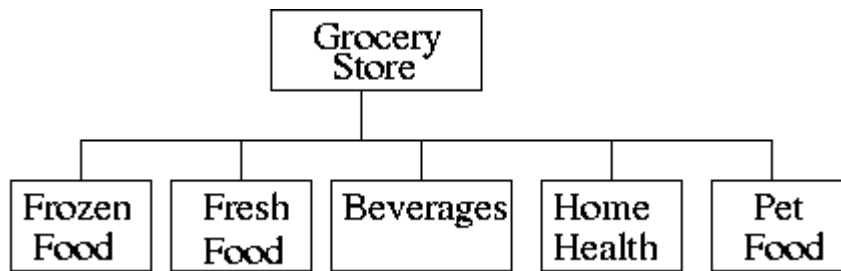 Grocery
Store
Frozen
Food
Fresh
Food
Beverages
Home
Health
Pet
Food